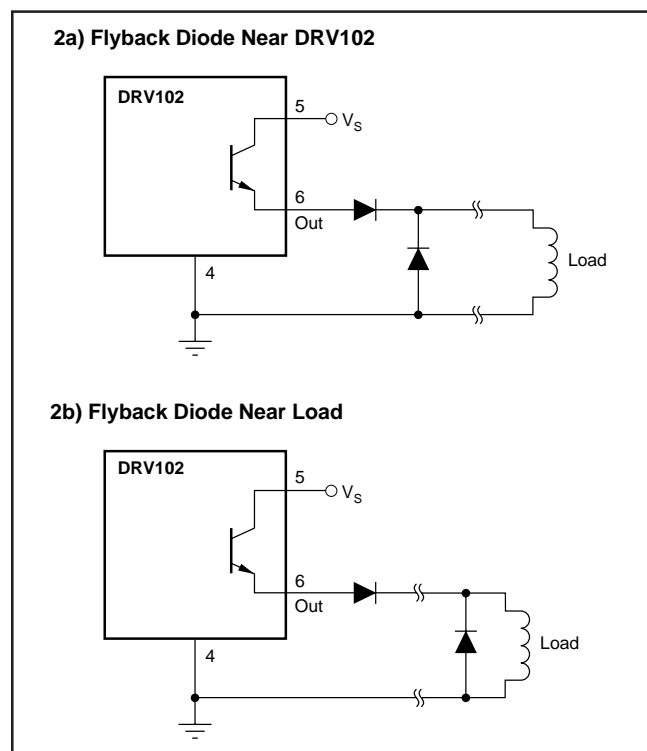 2a) Flyback Diode Near DRV102
DRV102
5
V_S
6
Out
Load
4
2b) Flyback Diode Near Load
DRV102
5
V_S
6
Out
Load
4